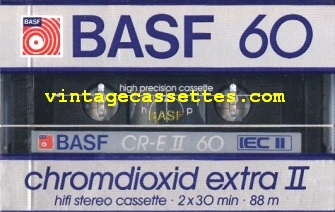 BASF
BASF 60
high precision cassette
vintagecassettes.com
BASF
BASF CR-E II 60 IEC II
chromdioxid extra II
hifi stereo cassette · 2 x 30 min · 88 m